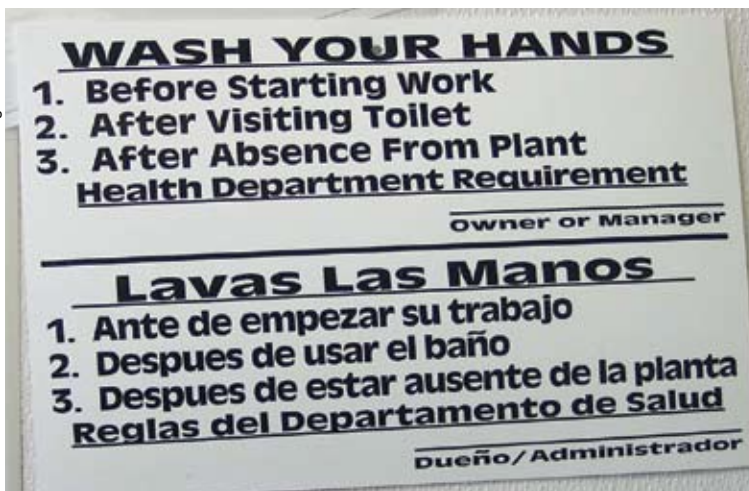 WASH YOUR HANDS
1. Before Starting Work
2. After Visiting Toilet
3. After Absence From Plant
Health Department Requirement
Owner or Manager
Lavas Las Manos
1. Ante de empezar su trabajo
2. Despues de usar el baño
3. Despues de estar ausente de la planta
Reglas del Departamento de Salud
Dueño/Administrador